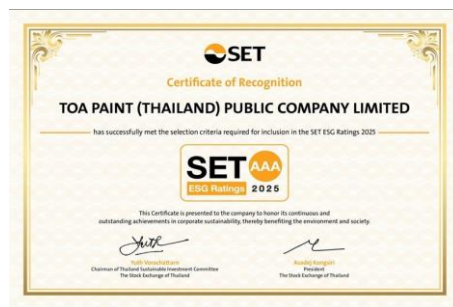 SET
Certificate of Recognition
TOA PAINT (THAILAND) PUBLIC COMPANY LIMITED
has successfully met the selection criteria required for inclusion in the SET ESG Ratings 2025
SET AAA
ESG Ratings 2025
This Certificate is presented to the company to honor its continuous and
outstanding achievements in corporate sustainability, thereby benefiting the environment and society.
Chairman of Thailand Sustainable Investment Committee
The Stock Exchange of Thailand
Asadej Kongsiri
President
The Stock Exchange of Thailand